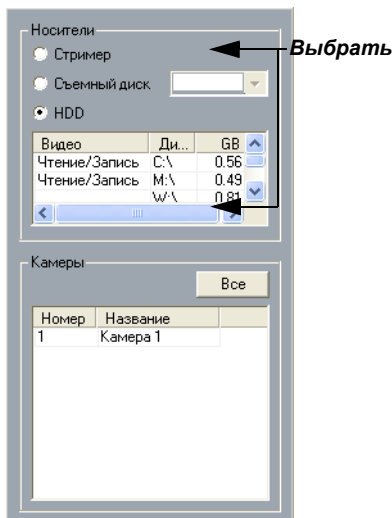 Носители
Стример
Выбрать
Съемный диск
HDD
Видео Ди... GB
Чтение/Запись C:\ 0.56
Чтение/Запись M:\ 0.49
W:\ 0.81
Камеры
Все
Номер Название
1 Камера 1